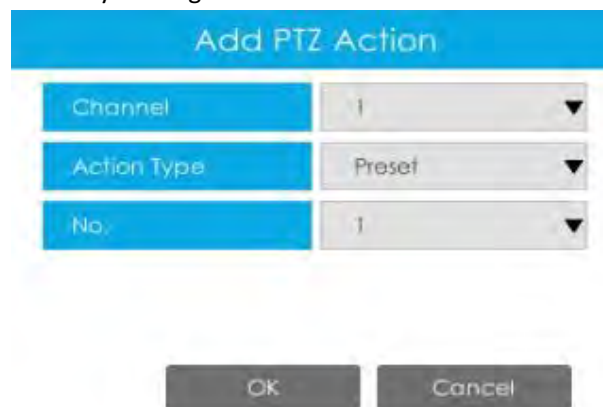 Add PTZ Action
Channel 1
Action Type Preset
No. 1
OK Cancel